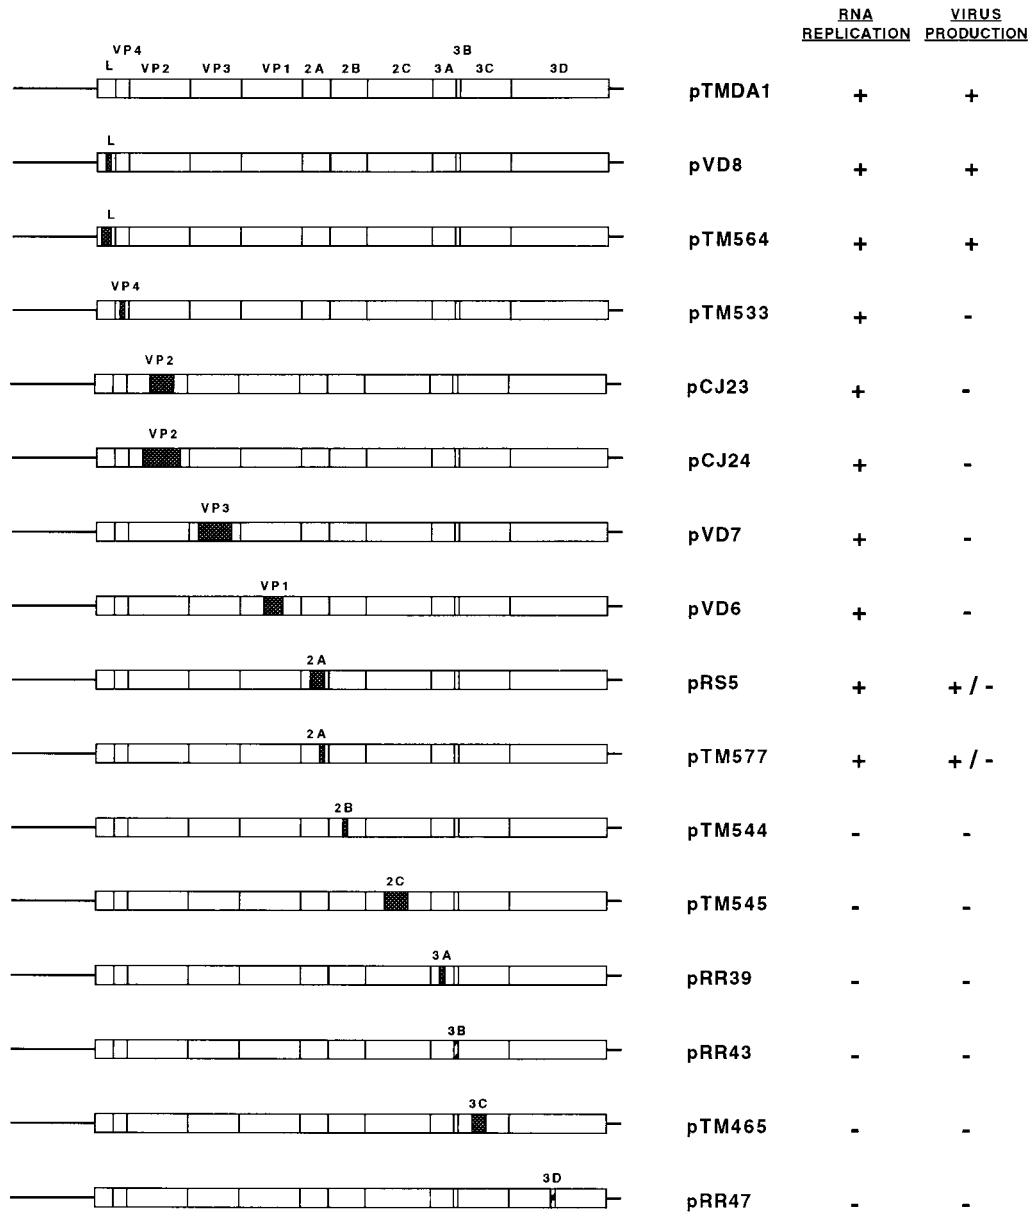 RNA REPLICATION VIRUS PRODUCTION
L VP4 VP2 VP3 VP1 2A 2B 2C 3A 3B 3C 3D
pTMDA1 + +
L
pVD8 + +
L
pTM564 + +
VP4
pTM533 + -
VP2
pCJ23 + -
VP2
pCJ24 + -
VP3
pVD7 + -
VP1
pVD6 + -
2A
pRS5 + + / -
2A
pTM577 + + / -
2B
pTM544 - -
2C
pTM545 - -
3A
pRR39 - -
3B
pRR43 - -
3C
pTM465 - -
3D
pRR47 - -